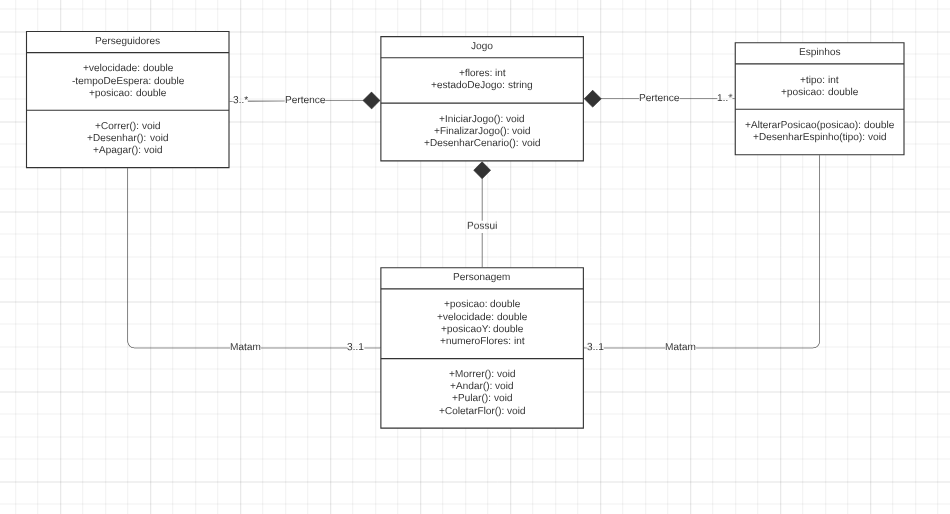 Perseguidores
+velocidade: double
-tempoDeEspera: double
+posicao: double
+Correr(): void
+Desenhar(): void
+Apagar(): void
3..*
Pertence
Jogo
+flores: int
+estadoDeJogo: string
+IniciarJogo(): void
+FinalizarJogo(): void
+DesenharCenario(): void
Pertence
1..*
Espinhos
+tipo: int
+posicao: double
+AlterarPosicao(posicao): double
+DesenharEspinho(tipo): void
Possui
Personagem
+posicao: double
+velocidade: double
+posicaoY: double
+numeroFlores: int
+Morrer(): void
+Andar(): void
+Pular(): void
+ColetarFlor(): void
Matam
3..1
3..1
Matam